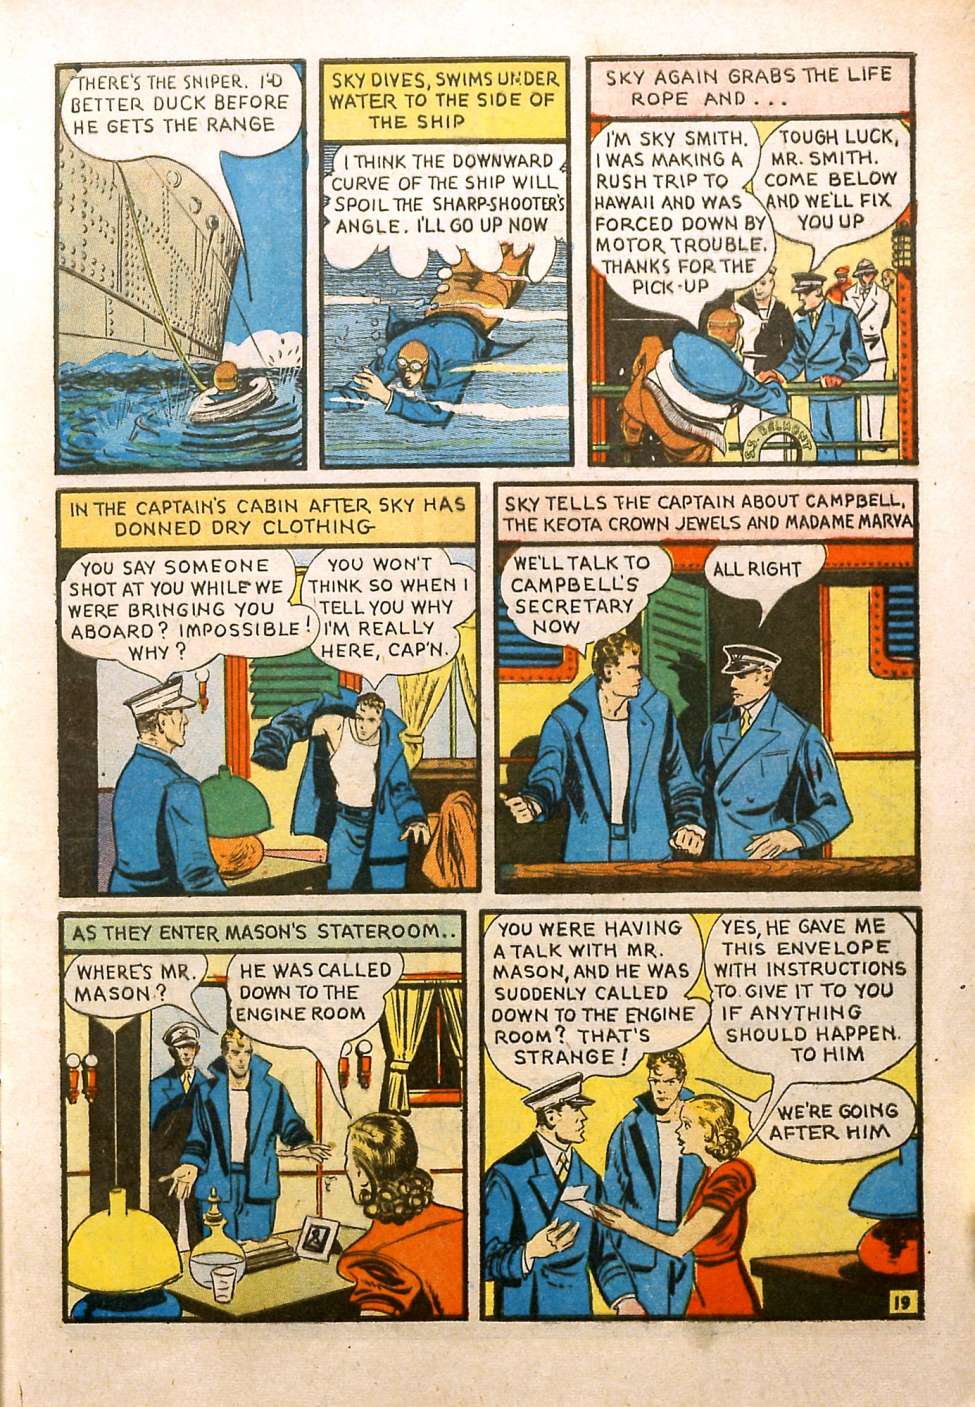 THERE'S THE SNIPER. I'D
BETTER DUCK BEFORE
HE GETS THE RANGE
SKY DIVES, SWIMS UNDER
WATER TO THE SIDE OF
THE SHIP
I THINK THE DOWNWARD
CURVE OF THE SHIP WILL
SPOIL THE SHARP-SHOOTER'S
ANGLE. I'LL GO UP NOW
SKY AGAIN GRABS THE LIFE
ROPE AND...
I'M SKY SMITH.
I WAS MAKING A
RUSH TRIP TO
HAWAII AND WAS
FORCED DOWN BY
MOTOR TROUBLE.
THANKS FOR THE
PICK-UP
TOUGH LUCK,
MR. SMITH.
COME BELOW
AND WE'LL FIX
YOU UP
S.S. BELMONT
IN THE CAPTAIN'S CABIN AFTER SKY HAS
DONNED DRY CLOTHING-
YOU SAY SOMEONE
SHOT AT YOU WHILE WE
WERE BRINGING YOU
ABOARD? IMPOSSIBLE!
WHY?
YOU WON'T
THINK SO WHEN I
TELL YOU WHY
I'M REALLY
HERE, CAP'N.
SKY TELLS THE CAPTAIN ABOUT CAMPBELL,
THE KEOTA CROWN JEWELS AND MADAME MARVA
WE'LL TALK TO
CAMPBELL'S
SECRETARY
NOW
ALL RIGHT
AS THEY ENTER MASON'S STATEROOM..
WHERE'S MR.
MASON?
HE WAS CALLED
DOWN TO THE
ENGINE ROOM
YOU WERE HAVING
A TALK WITH MR.
MASON, AND HE WAS
SUDDENLY CALLED
DOWN TO THE ENGINE
ROOM? THAT'S
STRANGE!
YES, HE GAVE ME
THIS ENVELOPE
WITH INSTRUCTIONS
TO GIVE IT TO YOU
IF ANYTHING
SHOULD HAPPEN.
TO HIM
WE'RE GOING
AFTER HIM
19